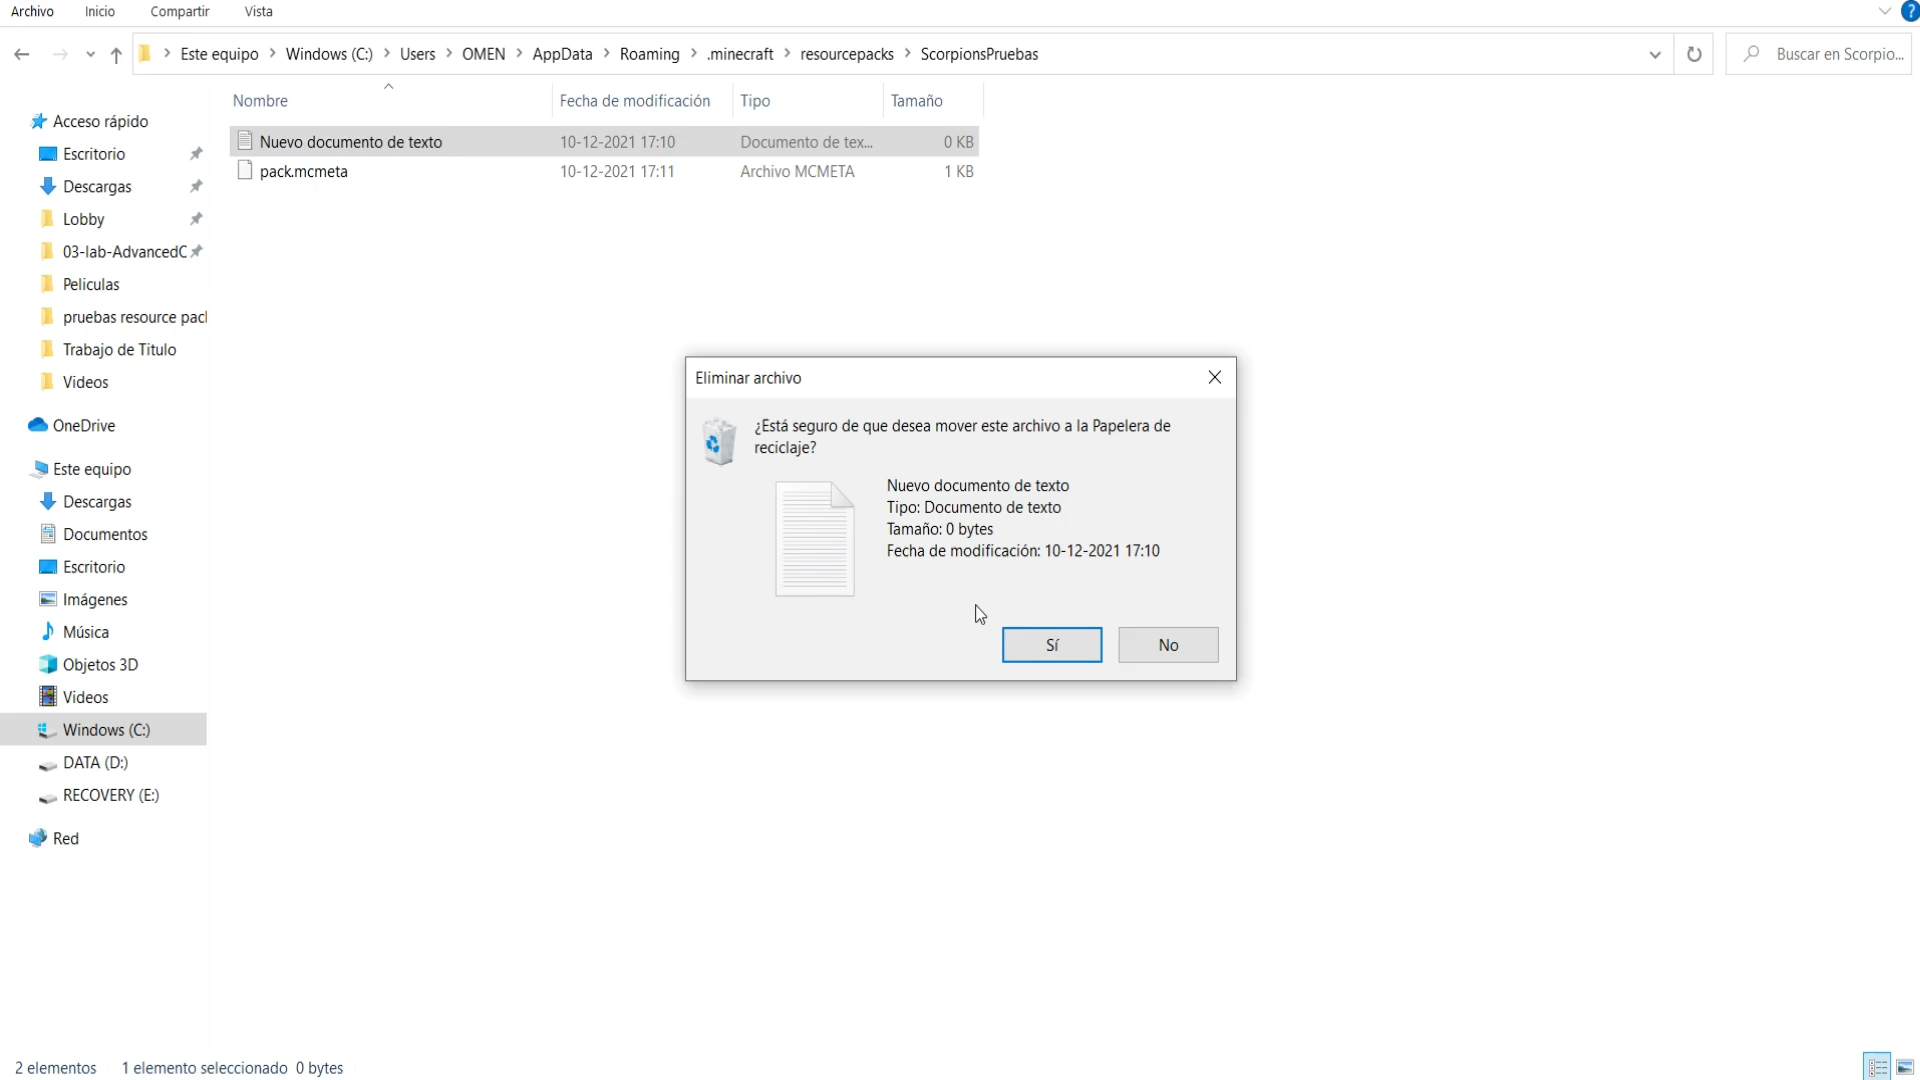 Archivo Inicio Compartir Vista
?
Este equipo Windows (C:) Users OMEN AppData Roaming .minecraft resourcepacks ScorpionsPruebas
Buscar en Scorpio...
Nombre Fecha de modificación Tipo Tamaño
Nuevo documento de texto 10-12-2021 17:10 Documento de tex... 0 KB
pack.mcmeta 10-12-2021 17:11 Archivo MCMETA 1 KB
Acceso rápido
Escritorio
Descargas
Lobby
03-lab-AdvancedC
Peliculas
pruebas resource pacl
Trabajo de Titulo
Videos
OneDrive
Este equipo
Descargas
Documentos
Escritorio
Imágenes
Música
Objetos 3D
Videos
Windows (C:)
DATA (D:)
RECOVERY (E:)
Red
Eliminar archivo
¿Está seguro de que desea mover este archivo a la Papelera de
reciclaje?
Nuevo documento de texto
Tipo: Documento de texto
Tamaño: 0 bytes
Fecha de modificación: 10-12-2021 17:10
Sí No
2 elementos 1 elemento seleccionado 0 bytes